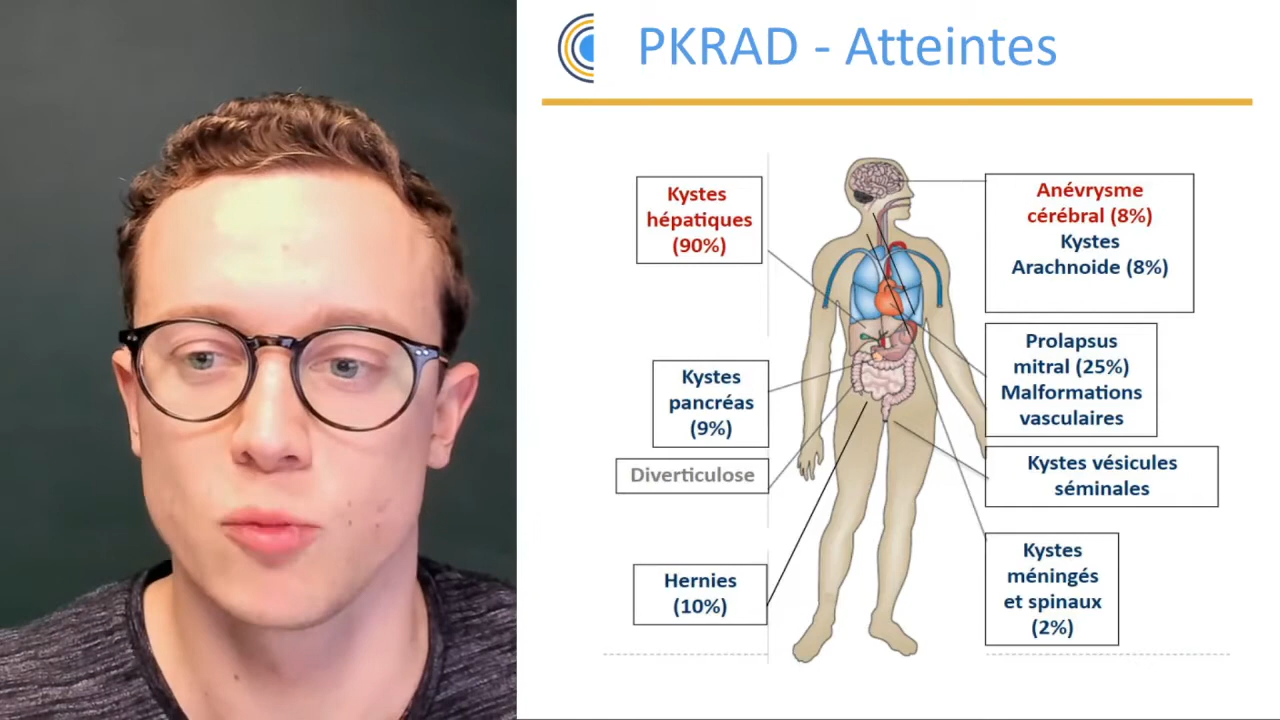 PKRAD - Atteintes
Kystes
hépatiques
(90%)
Anévrysme
cérébral (8%)
Kystes
Arachnoide (8%)
Prolapsus
mitral (25%)
Malformations
vasculaires
Kystes
pancréas
(9%)
Diverticulose
Kystes vésicules
séminales
Kystes
méningés
et spinaux
(2%)
Hernies
(10%)